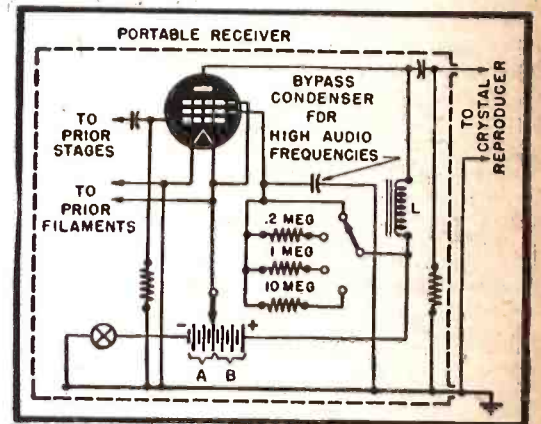 PORTABLE RECEIVER
BYPASS
CONDENSER
FOR
HIGH AUDIO
FREQUENCIES
TO
PRIOR
STAGES
TO
PRIOR
FILAMENTS
.2 MEG
1 MEG
10 MEG
L
- +
A B
TO
CRYSTAL
REPRODUCER